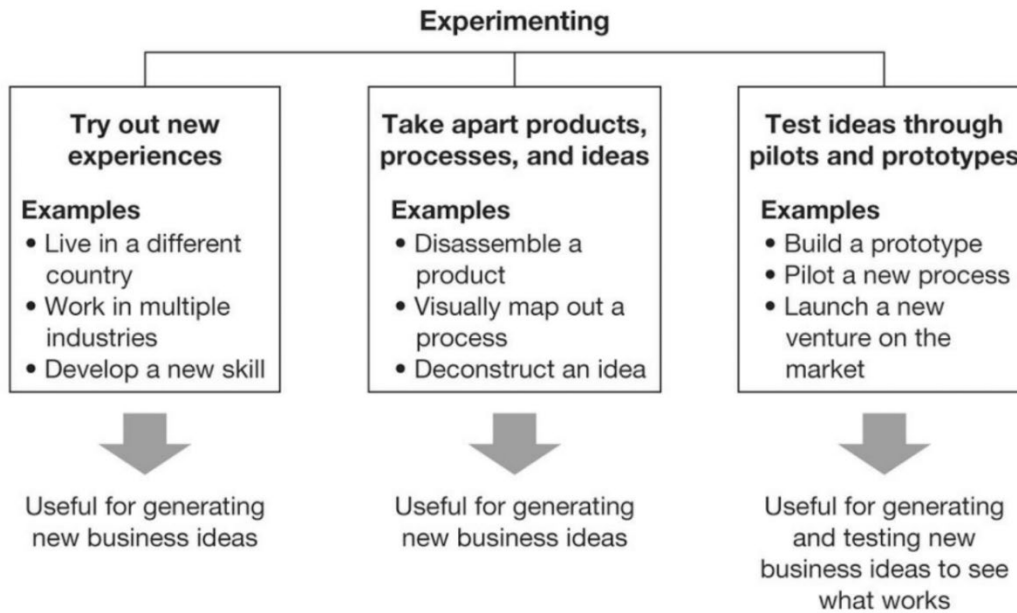 Experimenting
Try out new
experiences
Examples
• Live in a different
country
• Work in multiple
industries
• Develop a new skill
Useful for generating
new business ideas
Take apart products,
processes, and ideas
Examples
• Disassemble a
product
• Visually map out a
process
• Deconstruct an idea
Useful for generating
new business ideas
Test ideas through
pilots and prototypes
Examples
• Build a prototype
• Pilot a new process
• Launch a new
venture on the
market
Useful for generating
and testing new
business ideas to see
what works